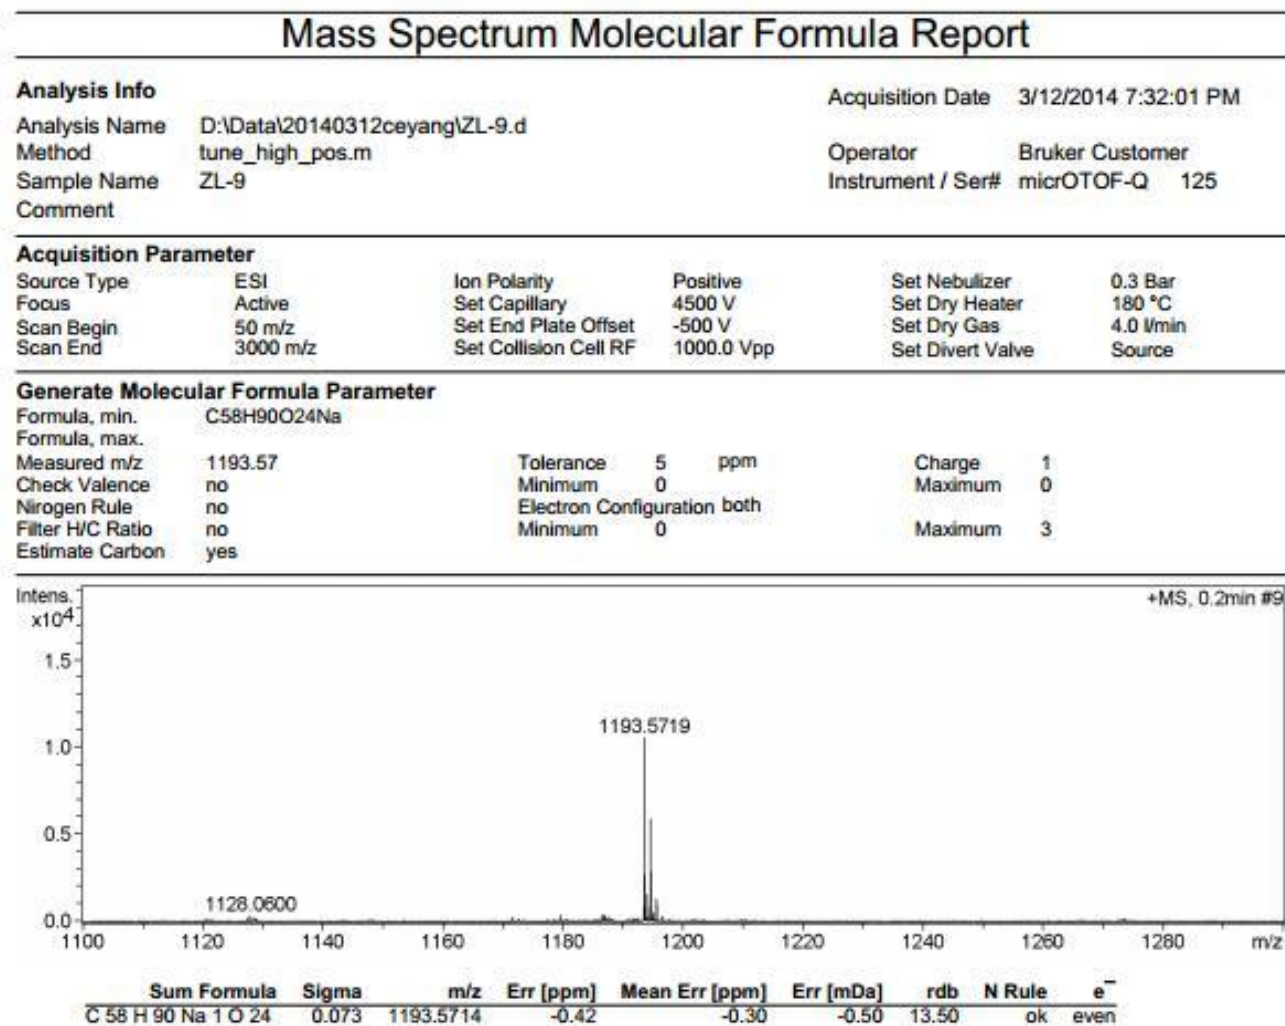 Mass Spectrum Molecular Formula Report
Analysis Info
Acquisition Date 3/12/2014 7:32:01 PM
Analysis Name D:\Data\20140312ceyang\ZL-9.d
Method tune_high_pos.m Operator Bruker Customer
Sample Name ZL-9 Instrument / Ser# micrOTOF-Q 125
Comment
Acquisition Parameter
Source Type ESI Ion Polarity Positive Set Nebulizer 0.3 Bar
Focus Active Set Capillary 4500 V Set Dry Heater 180 °C
Scan Begin 50 m/z Set End Plate Offset -500 V Set Dry Gas 4.0 l/min
Scan End 3000 m/z Set Collision Cell RF 1000.0 Vpp Set Divert Valve Source
Generate Molecular Formula Parameter
Formula, min. C58H90O24Na
Formula, max.
Measured m/z 1193.57 Tolerance 5 ppm Charge 1
Check Valence no Minimum 0 Maximum 0
Nirogen Rule no Electron Configuration both
Filter H/C Ratio no Minimum 0 Maximum 3
Estimate Carbon yes
Intens. +MS, 0.2min #9
x10⁴
1.5
1193.5719
1.0
0.5
1128.0600
0.0
1100 1120 1140 1160 1180 1200 1220 1240 1260 1280 m/z
Sum Formula Sigma m/z Err [ppm] Mean Err [ppm] Err [mDa] rdb N Rule e⁻
C 58 H 90 Na 1 O 24 0.073 1193.5714 -0.42 -0.30 -0.50 13.50 ok even